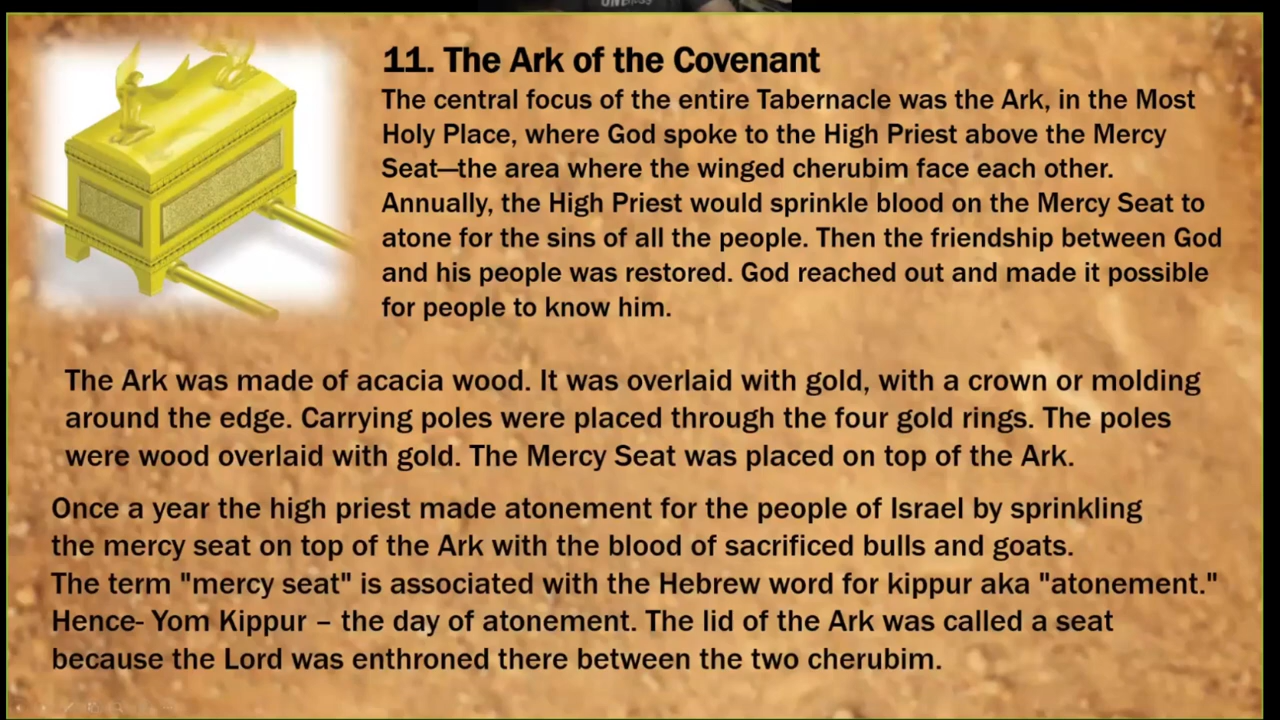 11. The Ark of the Covenant
The central focus of the entire Tabernacle was the Ark, in the Most
Holy Place, where God spoke to the High Priest above the Mercy
Seat—the area where the winged cherubim face each other.
Annually, the High Priest would sprinkle blood on the Mercy Seat to
atone for the sins of all the people. Then the friendship between God
and his people was restored. God reached out and made it possible
for people to know him.
The Ark was made of acacia wood. It was overlaid with gold, with a crown or molding
around the edge. Carrying poles were placed through the four gold rings. The poles
were wood overlaid with gold. The Mercy Seat was placed on top of the Ark.
Once a year the high priest made atonement for the people of Israel by sprinkling
the mercy seat on top of the Ark with the blood of sacrificed bulls and goats.
The term "mercy seat" is associated with the Hebrew word for kippur aka "atonement."
Hence- Yom Kippur – the day of atonement. The lid of the Ark was called a seat
because the Lord was enthroned there between the two cherubim.